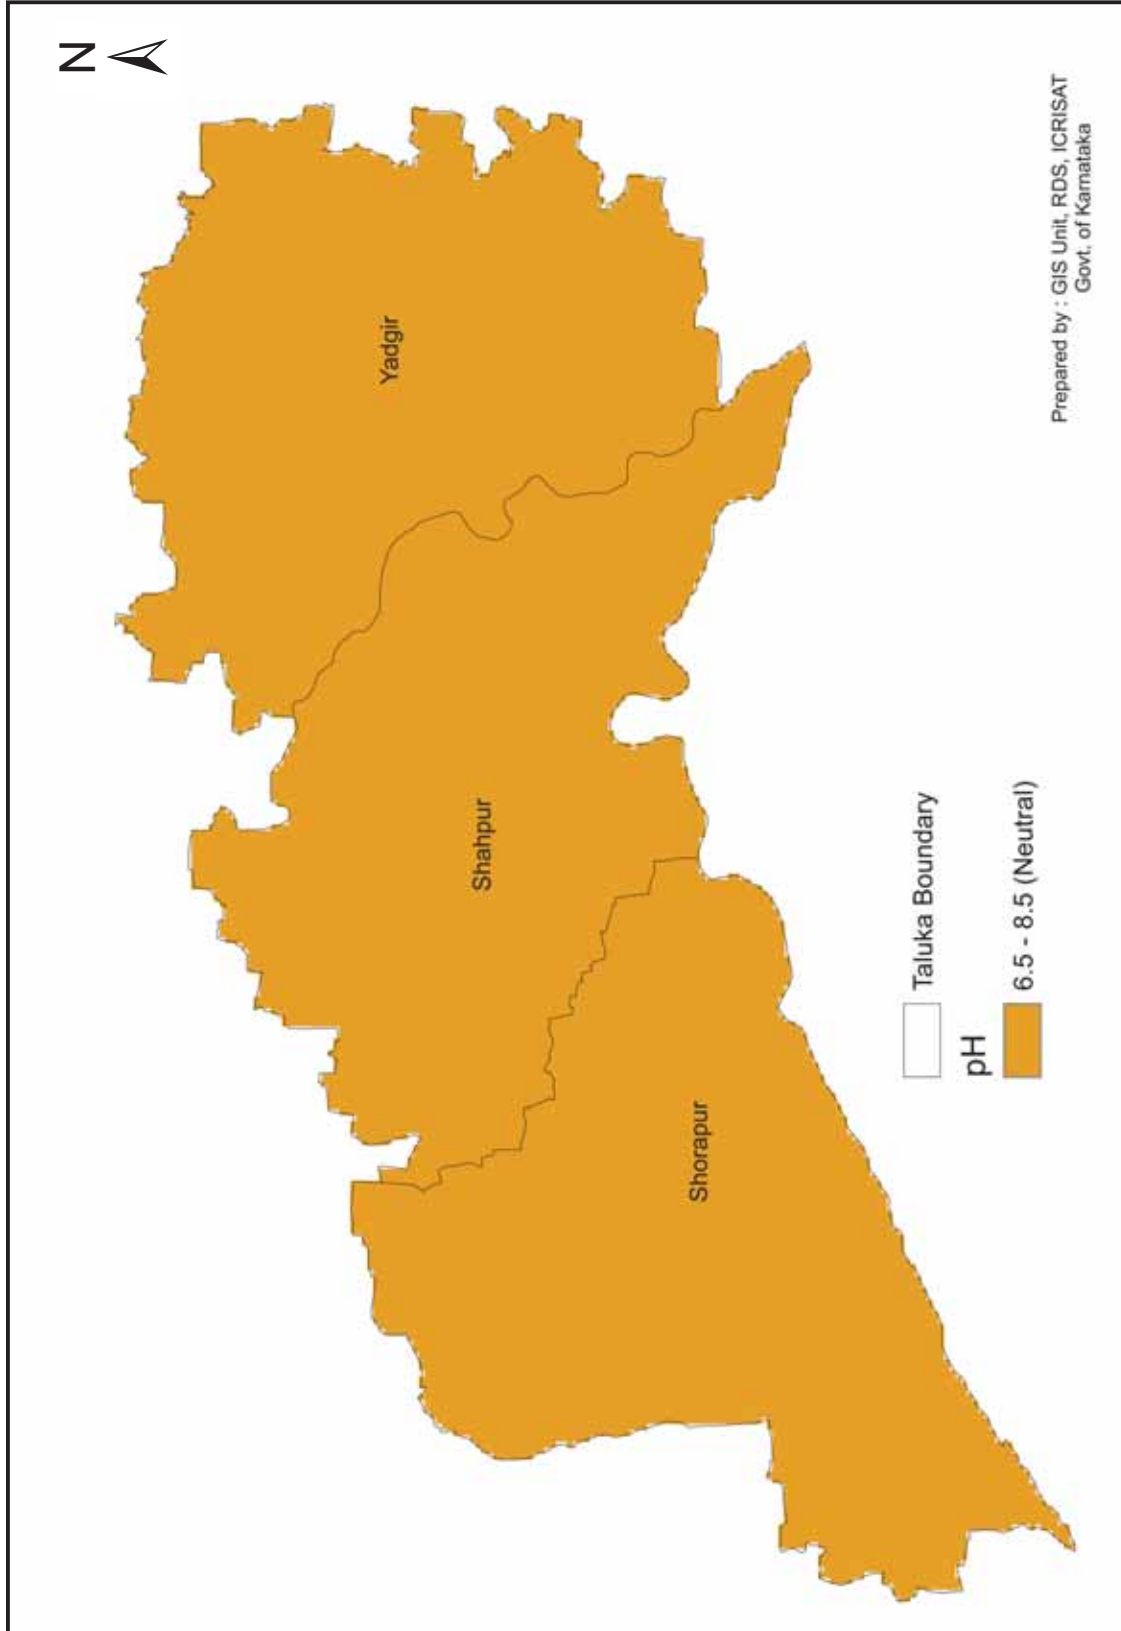 N
Yadgir
Shahpur
Shorapur
Taluka Boundary
pH
6.5 - 8.5 (Neutral)
Prepared by : GIS Unit, RDS, ICRISAT
Govt. of Karnataka